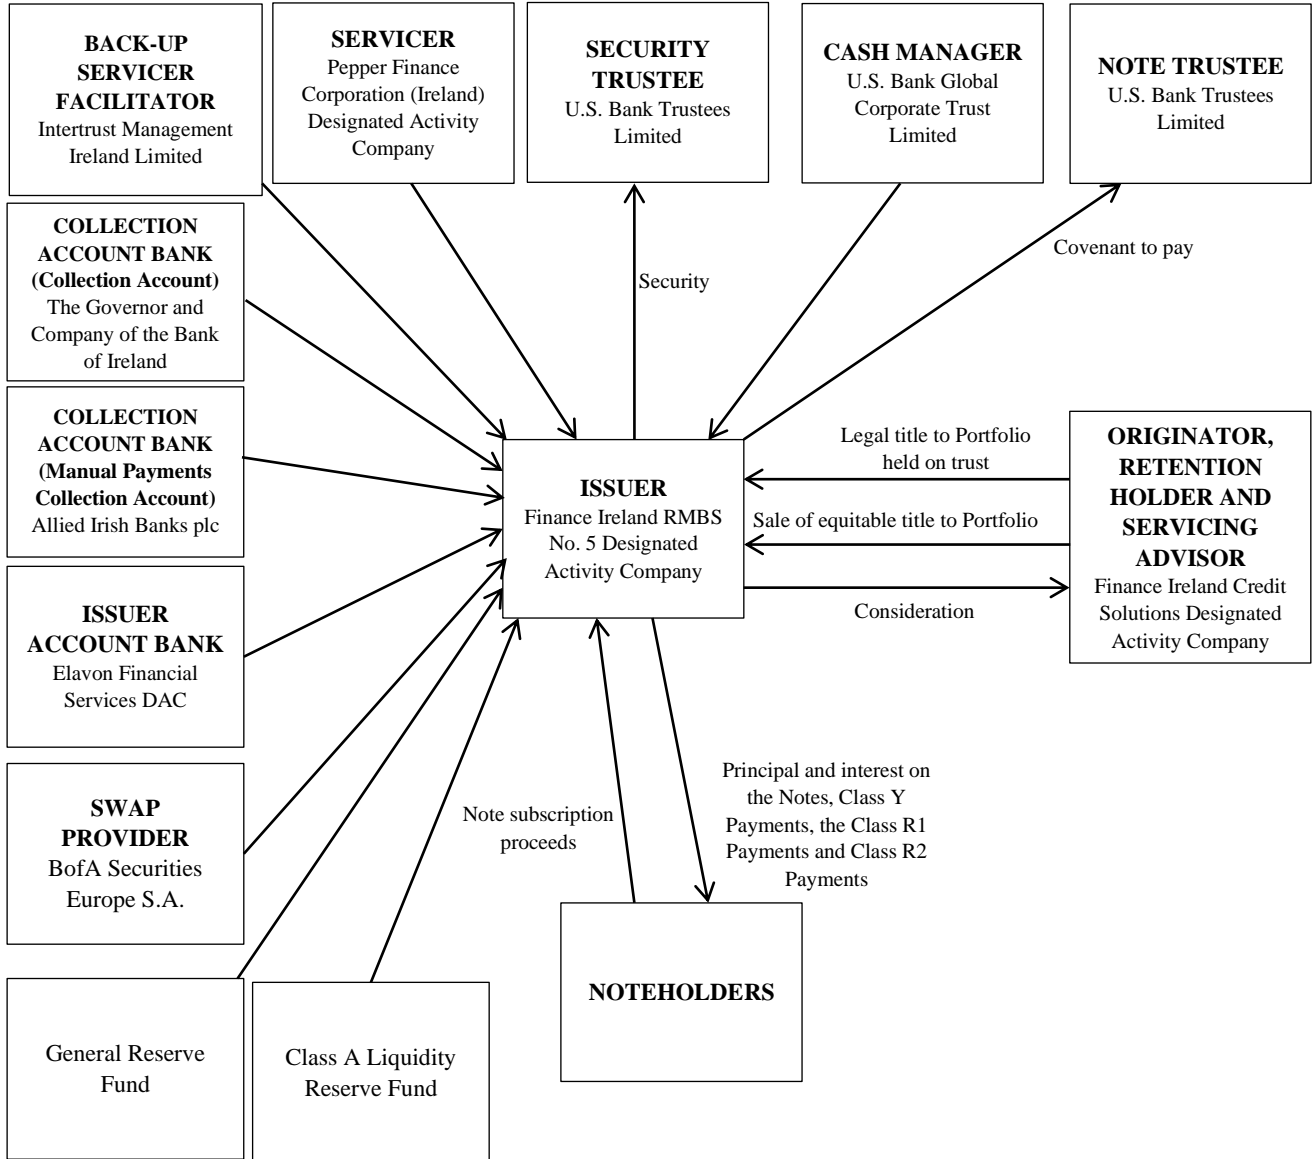 BACK-UP
SERVICER
FACILITATOR
Intertrust Management
Ireland Limited
SERVICER
Pepper Finance
Corporation (Ireland)
Designated Activity
Company
SECURITY
TRUSTEE
U.S. Bank Trustees
Limited
CASH MANAGER
U.S. Bank Global
Corporate Trust
Limited
NOTE TRUSTEE
U.S. Bank Trustees
Limited
COLLECTION
ACCOUNT BANK
(Collection Account)
The Governor and
Company of the Bank
of Ireland
Security
Covenant to pay
COLLECTION
ACCOUNT BANK
(Manual Payments
Collection Account)
Allied Irish Banks plc
ISSUER
Finance Ireland RMBS
No. 5 Designated
Activity Company
Legal title to Portfolio
held on trust
Sale of equitable title to Portfolio
Consideration
ORIGINATOR,
RETENTION
HOLDER AND
SERVICING
ADVISOR
Finance Ireland Credit
Solutions Designated
Activity Company
ISSUER
ACCOUNT BANK
Elavon Financial
Services DAC
SWAP
PROVIDER
BofA Securities
Europe S.A.
Note subscription
proceeds
Principal and interest on
the Notes, Class Y
Payments, the Class R1
Payments and Class R2
Payments
General Reserve
Fund
Class A Liquidity
Reserve Fund
NOTEHOLDERS